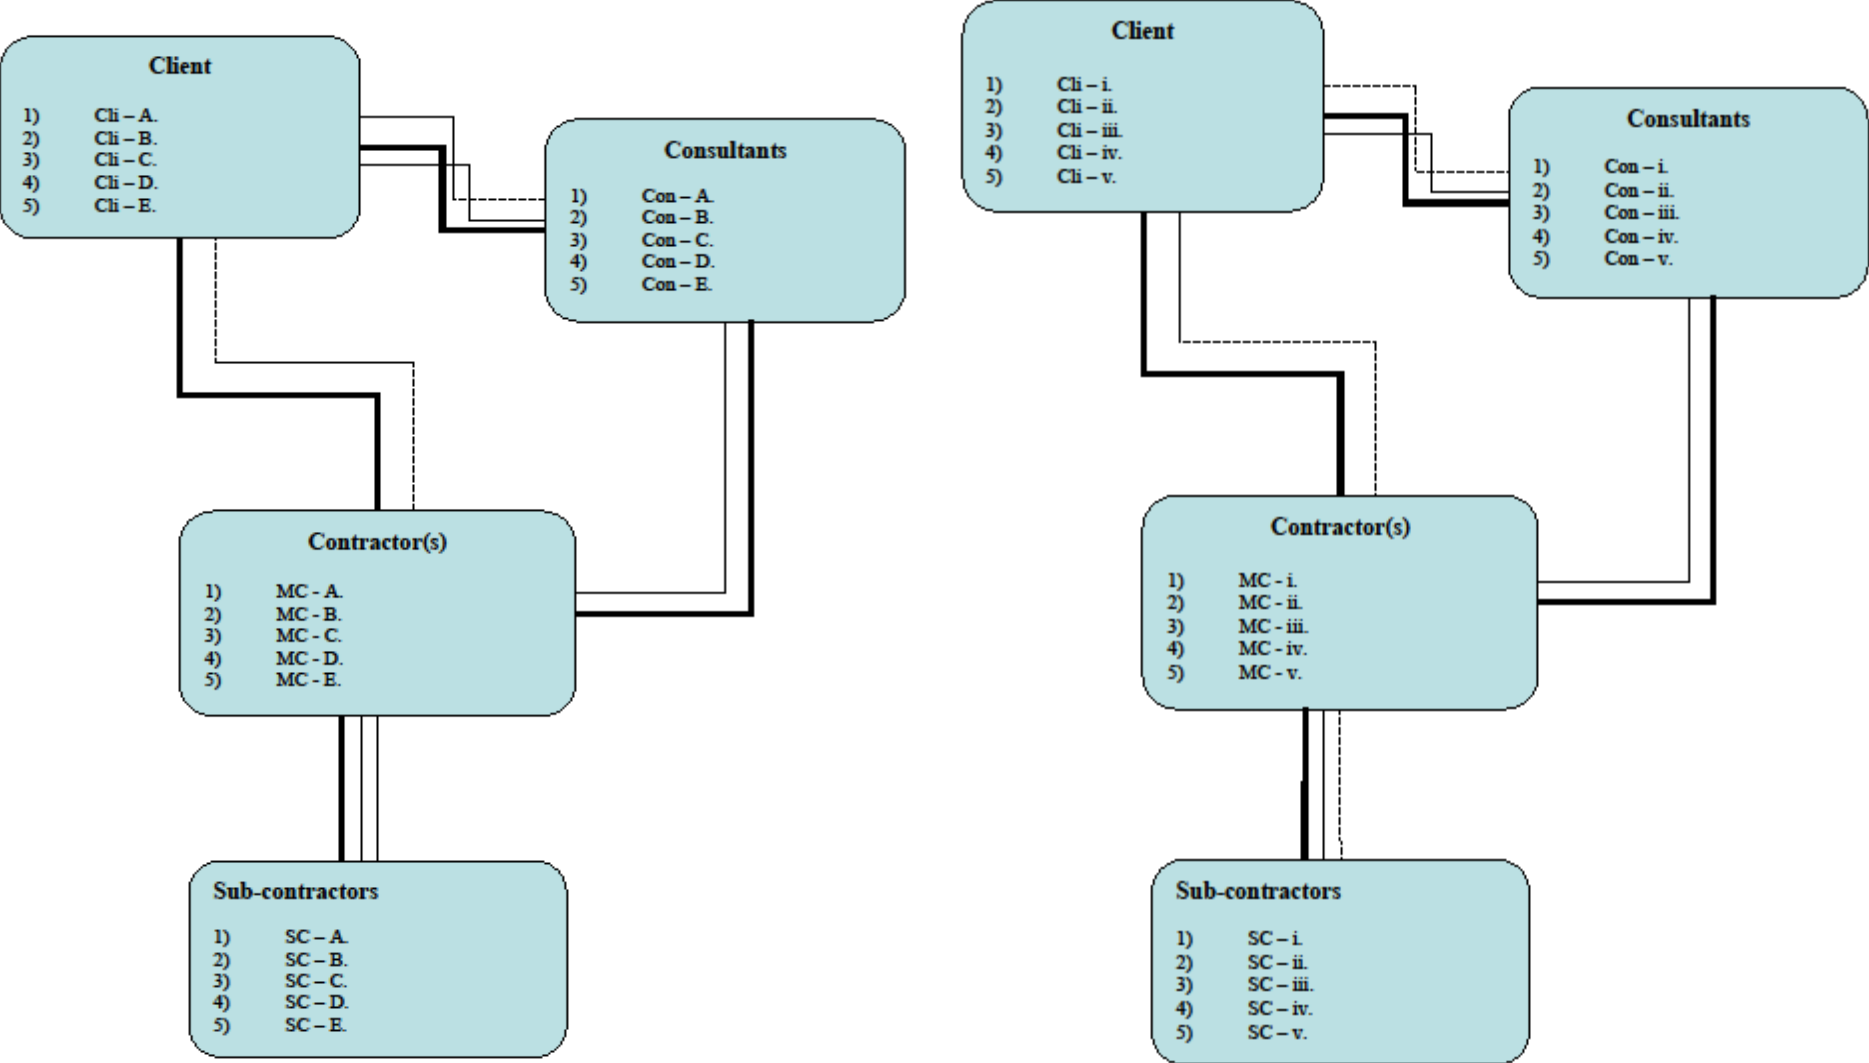 Client
1) Cli – A.
2) Cli – B.
3) Cli – C.
4) Cli – D.
5) Cli – E.
Consultants
1) Con – A.
2) Con – B.
3) Con – C.
4) Con – D.
5) Con – E.
Contractor(s)
1) MC - A.
2) MC - B.
3) MC - C.
4) MC - D.
5) MC - E.
Sub-contractors
1) SC – A.
2) SC – B.
3) SC – C.
4) SC – D.
5) SC – E.
Client
1) Cli – i.
2) Cli – ii.
3) Cli – iii.
4) Cli – iv.
5) Cli – v.
Consultants
1) Con – i.
2) Con – ii.
3) Con – iii.
4) Con – iv.
5) Con – v.
Contractor(s)
1) MC - i.
2) MC - ii.
3) MC - iii.
4) MC - iv.
5) MC - v.
Sub-contractors
1) SC – i.
2) SC – ii.
3) SC – iii.
4) SC – iv.
5) SC – v.